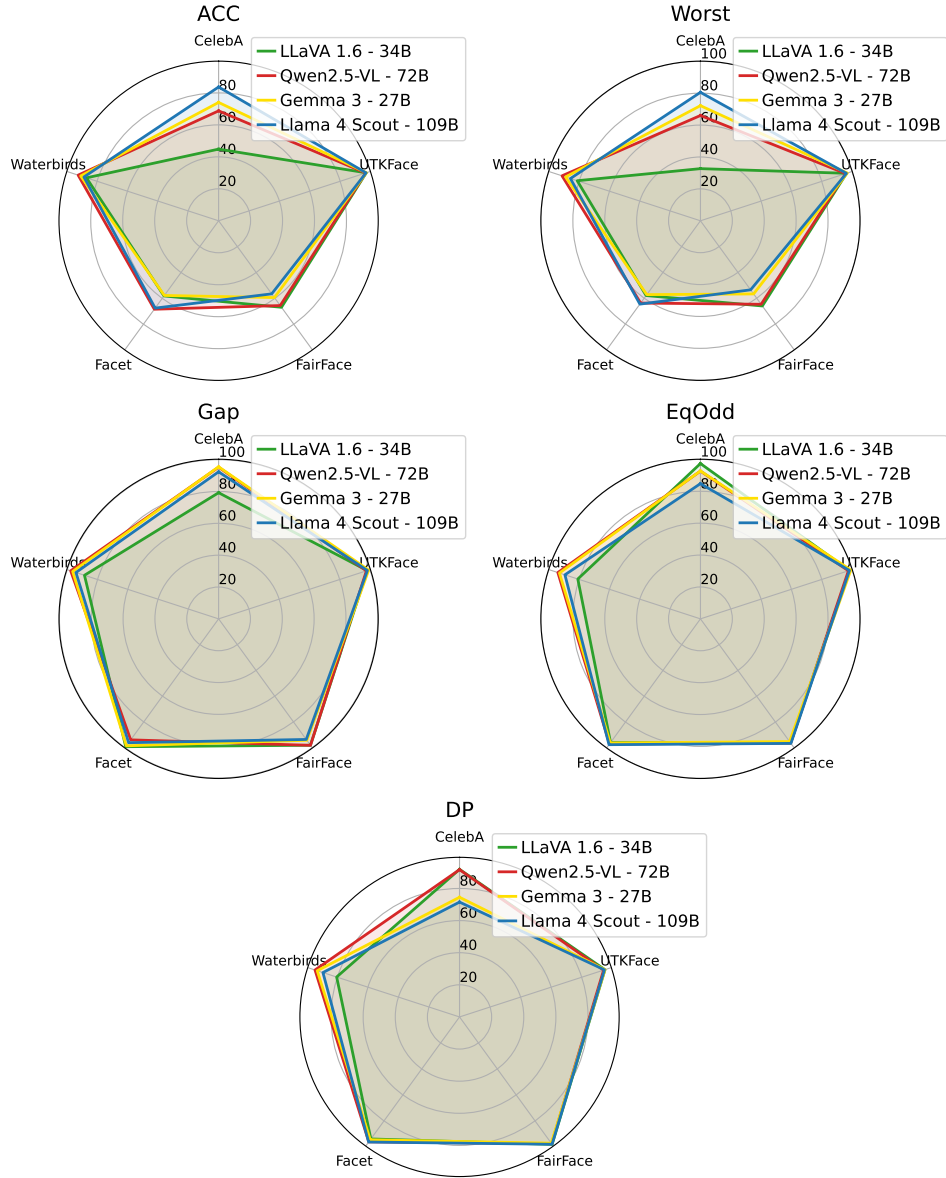 ACC
CelebA
LLaVA 1.6 - 34B
Qwen2.5-VL - 72B
Gemma 3 - 27B
Llama 4 Scout - 109B
80
60
40
20
Waterbirds
UTKFace
Facet
FairFace
Worst
CelebA
100
LLaVA 1.6 - 34B
Qwen2.5-VL - 72B
Gemma 3 - 27B
Llama 4 Scout - 109B
80
60
40
20
Waterbirds
UTKFace
Facet
FairFace
Gap
CelebA
100
LLaVA 1.6 - 34B
Qwen2.5-VL - 72B
Gemma 3 - 27B
Llama 4 Scout - 109B
80
60
40
20
Waterbirds
UTKFace
Facet
FairFace
EqOdd
CelebA
100
LLaVA 1.6 - 34B
Qwen2.5-VL - 72B
Gemma 3 - 27B
Llama 4 Scout - 109B
80
60
40
20
Waterbirds
UTKFace
Facet
FairFace
DP
CelebA
LLaVA 1.6 - 34B
Qwen2.5-VL - 72B
Gemma 3 - 27B
Llama 4 Scout - 109B
80
60
40
20
Waterbirds
UTKFace
Facet
FairFace